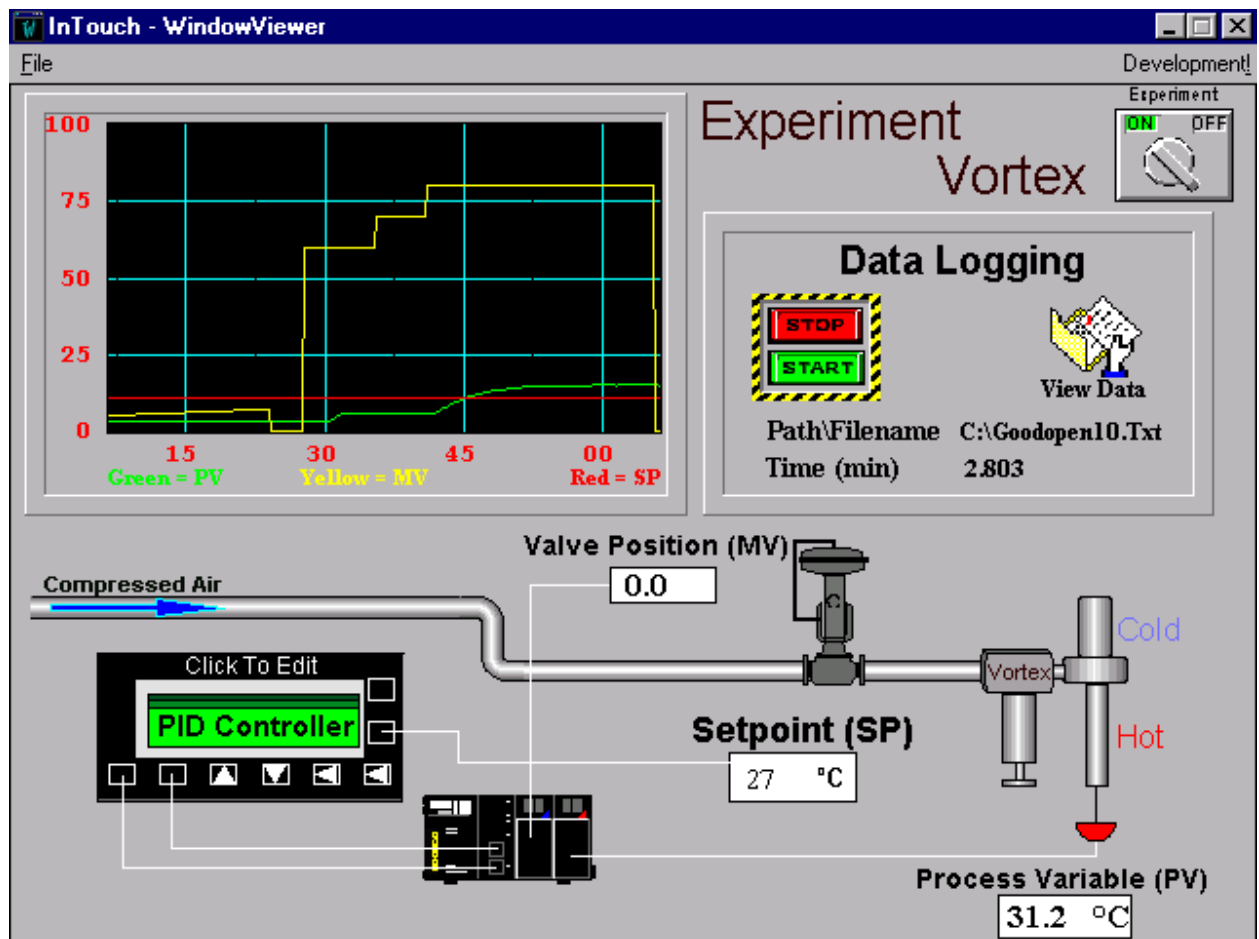 InTouch - WindowViewer
File Development!
Experiment
ON OFF
Experiment
Vortex
100
75
50
25
0
15 30 45 00
Green = PV Yellow = MV Red = SP
Data Logging
STOP
START
View Data
Path\Filename C:\Goodopen10.Txt
Time (min) 2.803
Valve Position (MV)
0.0
Compressed Air
Cold
Click To Edit
PID Controller
Vortex
Setpoint (SP)
27 °C
Hot
Process Variable (PV)
31.2 °C